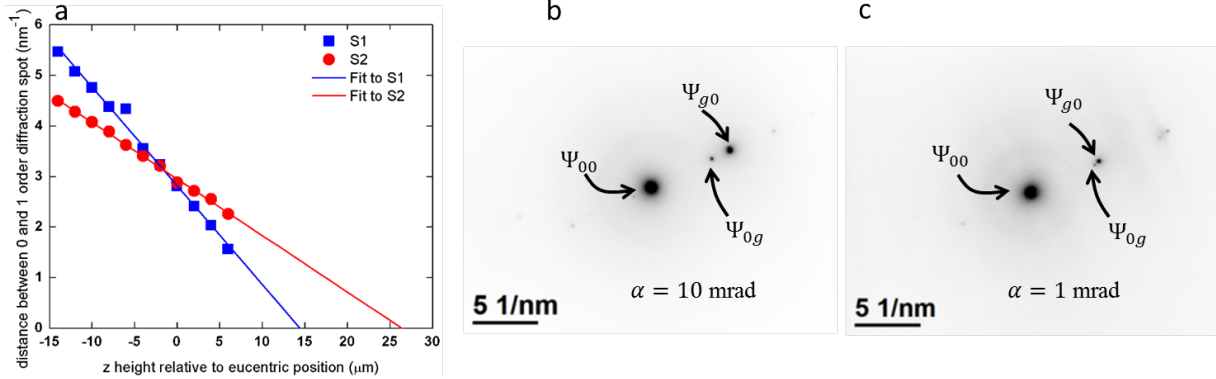 a
distance between 0 and 1 order diffraction spot (nm⁻¹)
6
5
4
3
2
1
0
-15
-10
-5
0
5
10
15
20
25
30
z height relative to eucentric position (μm)
S1
S2
Fit to S1
Fit to S2
b
Ψg0
Ψ00
Ψ0g
α = 10 mrad
5 1/nm
c
Ψg0
Ψ00
Ψ0g
α = 1 mrad
5 1/nm